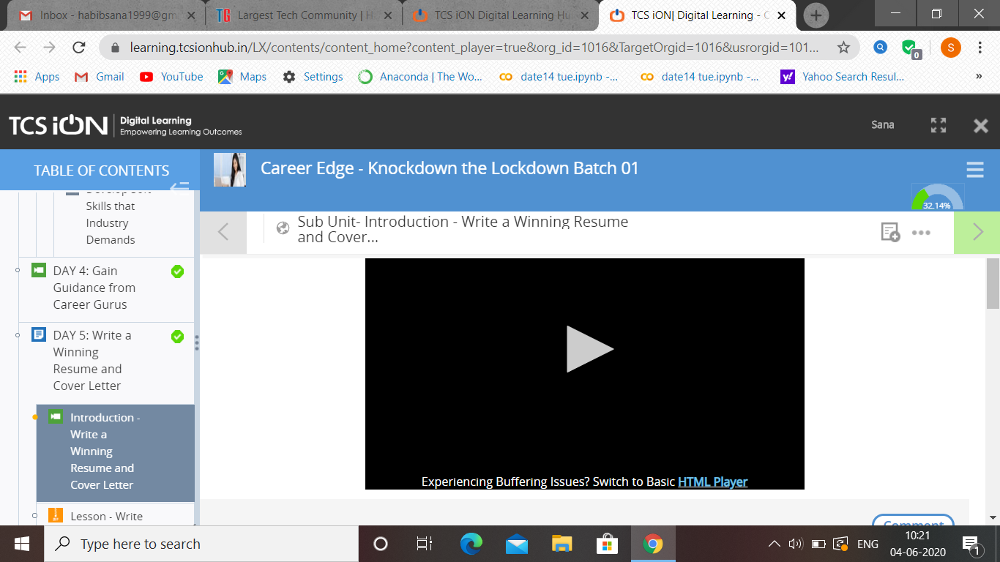 Inbox - habibsana1999@gm
Largest Tech Community | H
TCS iON Digital Learning Hu
TCS iON| Digital Learning - C
learning.tcsionhub.in/LX/contents/content_home?content_player=true&org_id=1016&TargetOrgid=1016&usrorgid=101...
0
S
Apps
Gmail
YouTube
Maps
Settings
Anaconda | The Wo...
date14 tue.ipynb -...
date14 tue.ipynb -...
Yahoo Search Resul...
»
TCS iON
Digital Learning
Empowering Learning Outcomes
Sana
TABLE OF CONTENTS
Career Edge - Knockdown the Lockdown Batch 01
32.14%
Develop Soft
Skills that
Industry
Demands
DAY 4: Gain
Guidance from
Career Gurus
DAY 5: Write a
Winning
Resume and
Cover Letter
Introduction -
Write a
Winning
Resume and
Cover Letter
Lesson - Write
Sub Unit- Introduction - Write a Winning Resume
and Cover...
Experiencing Buffering Issues? Switch to Basic HTML Player
Comment
Type here to search
ENG
10:21
04-06-2020
1